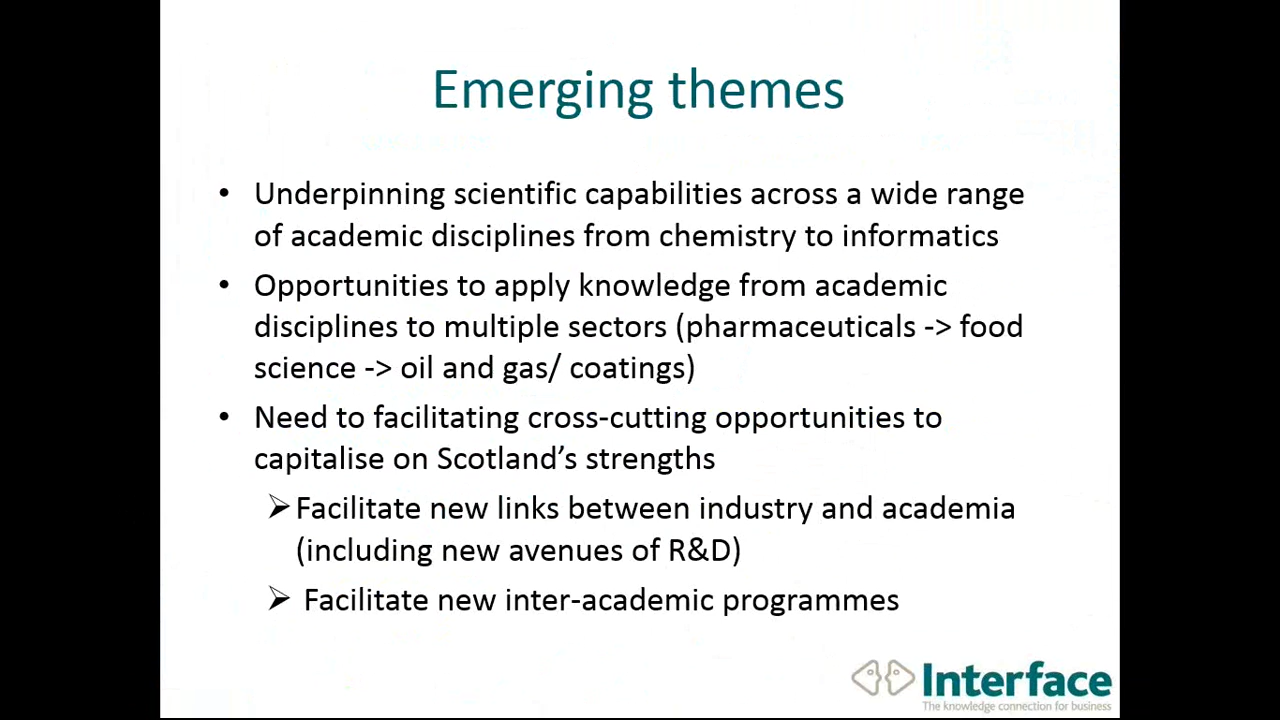 Emerging themes
• Underpinning scientific capabilities across a wide range
of academic disciplines from chemistry to informatics
• Opportunities to apply knowledge from academic
disciplines to multiple sectors (pharmaceuticals -> food
science -> oil and gas/ coatings)
• Need to facilitating cross-cutting opportunities to
capitalise on Scotland’s strengths
➢ Facilitate new links between industry and academia
(including new avenues of R&D)
➢ Facilitate new inter-academic programmes
Interface
The knowledge connection for business